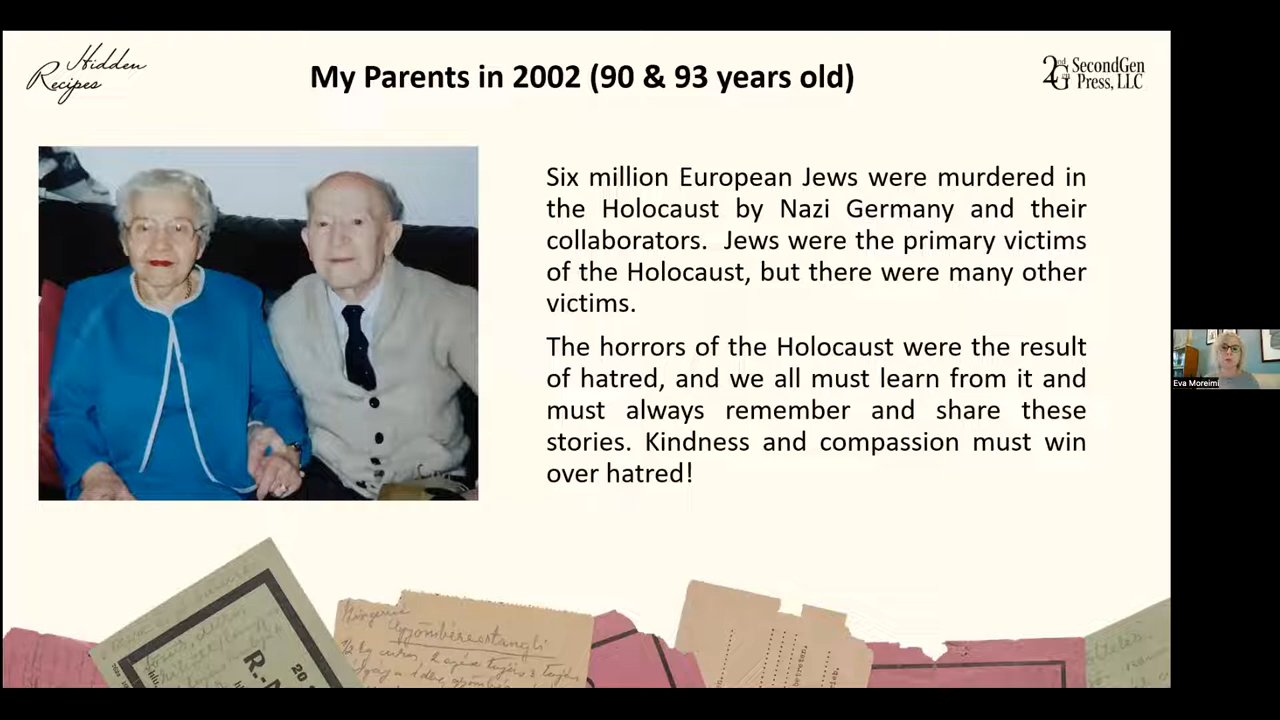 Hidden
Recipes
My Parents in 2002 (90 & 93 years old)
2nd
G
SecondGen
Press, LLC
Six million European Jews were murdered in
the Holocaust by Nazi Germany and their
collaborators. Jews were the primary victims
of the Holocaust, but there were many other
victims.
The horrors of the Holocaust were the result
of hatred, and we all must learn from it and
must always remember and share these
stories. Kindness and compassion must win
over hatred!
Eva Moreimi
20
R.-
betreten.